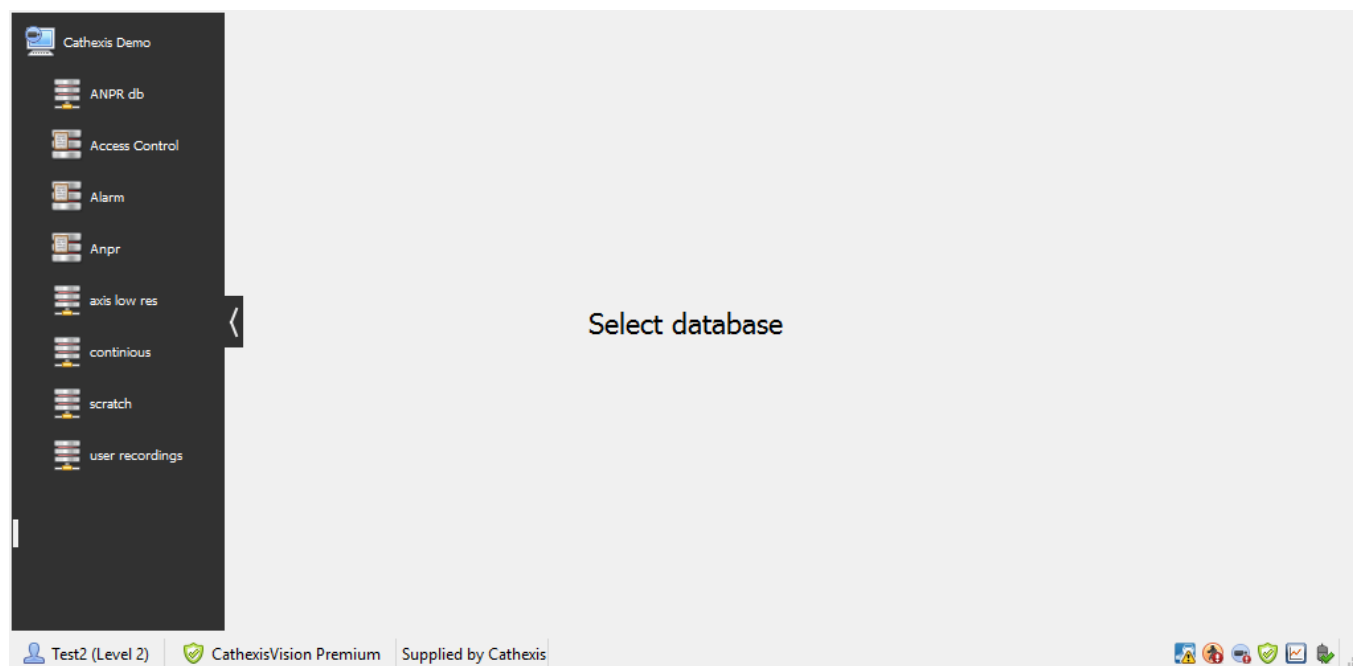 Cathexis Demo
ANPR db
Access Control
Alarm
Anpr
axis low res
continious
scratch
user recordings
Select database
Test2 (Level 2) CathexisVision Premium Supplied by Cathexis